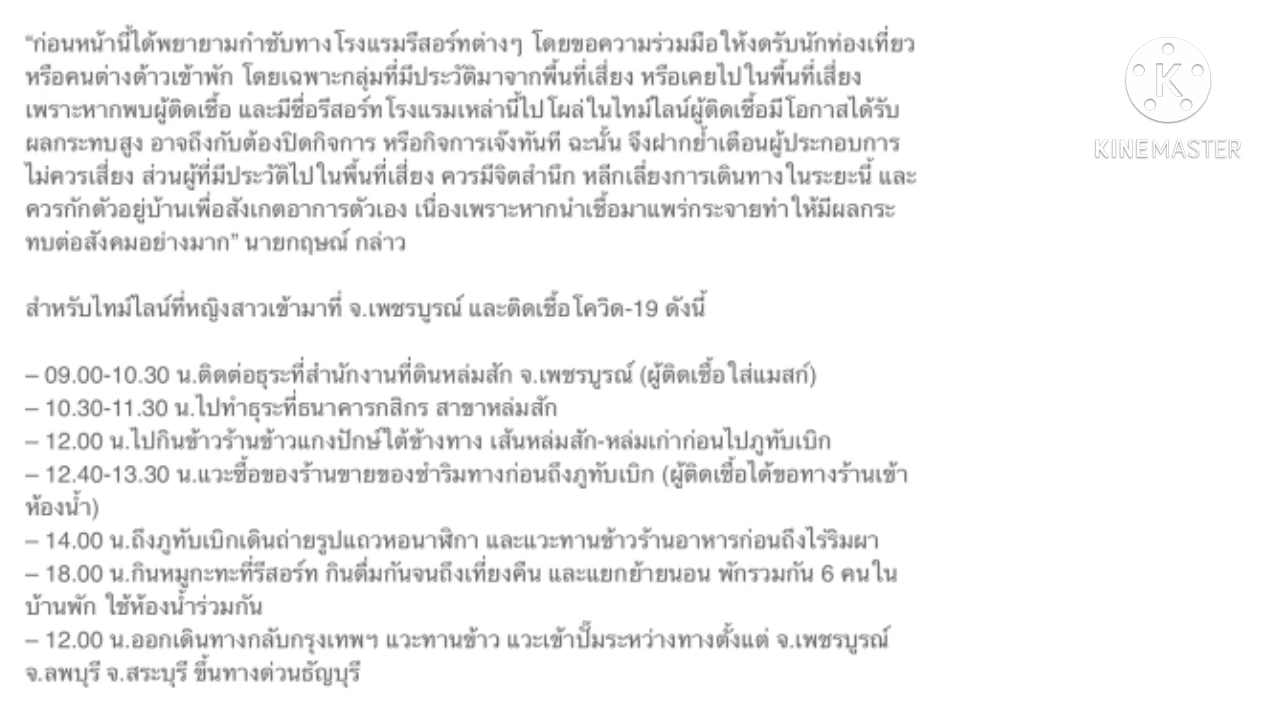 “ก่อนหน้านี้ได้พยายามกำชับทางโรงแรมรีสอร์ทต่างๆ โดยขอความร่วมมือให้งดรับนักท่องเที่ยว
หรือคนต่างด้าวเข้าพัก โดยเฉพาะกลุ่มที่มีประวัติมาจากพื้นที่เสี่ยง หรือเคยไปในพื้นที่เสี่ยง
เพราะหากพบผู้ติดเชื้อ และมีชื่อรีสอร์ทโรงแรมเหล่านี้ไปโผล่ในไทม์ไลน์ผู้ติดเชื้อมีโอกาสได้รับ
ผลกระทบสูง อาจถึงกับต้องปิดกิจการ หรือกิจการเจ๊งทันที ฉะนั้น จึงฝากย้ำเตือนผู้ประกอบการ
ไม่ควรเสี่ยง ส่วนผู้ที่มีประวัติไปในพื้นที่เสี่ยง ควรมีจิตสำนึก หลีกเลี่ยงการเดินทางในระยะนี้ และ
ควรกักตัวอยู่บ้านเพื่อสังเกตอาการตัวเอง เนื่องเพราะหากนำเชื้อมาแพร่กระจายทำให้มีผลกระ
ทบต่อสังคมอย่างมาก” นายกฤษณ์ กล่าว
สำหรับไทม์ไลน์ที่หญิงสาวเข้ามาที่ จ.เพชรบูรณ์ และติดเชื้อโควิด-19 ดังนี้
– 09.00-10.30 น.ติดต่อธุระที่สำนักงานที่ดินหล่มสัก จ.เพชรบูรณ์ (ผู้ติดเชื้อใส่แมสก์)
– 10.30-11.30 น.ไปทำธุระที่ธนาคารกสิกร สาขาหล่มสัก
– 12.00 น.ไปกินข้าวร้านข้าวแกงปักษ์ใต้ข้างทาง เส้นหล่มสัก-หล่มเก่าก่อนไปภูทับเบิก
– 12.40-13.30 น.แวะซื้อของร้านขายของชำริมทางก่อนถึงภูทับเบิก (ผู้ติดเชื้อได้ขอทางร้านเข้า
ห้องน้ำ)
– 14.00 น.ถึงภูทับเบิกเดินถ่ายรูปแถวหอนาฬิกา และแวะทานข้าวร้านอาหารก่อนถึงไร่ริมผา
– 18.00 น.กินหมูกะทะที่รีสอร์ท กินดื่มกันจนถึงเที่ยงคืน และแยกย้ายนอน พักรวมกัน 6 คนใน
บ้านพัก ใช้ห้องน้ำร่วมกัน
– 12.00 น.ออกเดินทางกลับกรุงเทพฯ แวะทานข้าว แวะเข้าปั๊มระหว่างทางตั้งแต่ จ.เพชรบูรณ์
จ.ลพบุรี จ.สระบุรี ขึ้นทางด่วนธัญบุรี
K
KINEMASTER